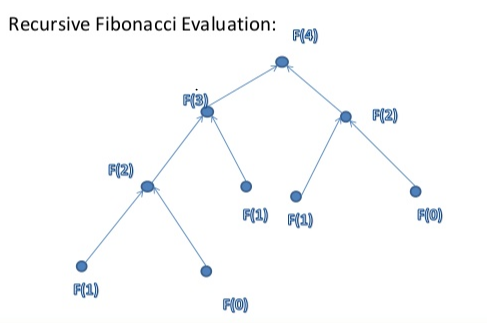 Recursive Fibonacci Evaluation:
F(4)
F(3)
F(2)
F(2)
F(1)
F(1)
F(0)
F(1)
F(0)